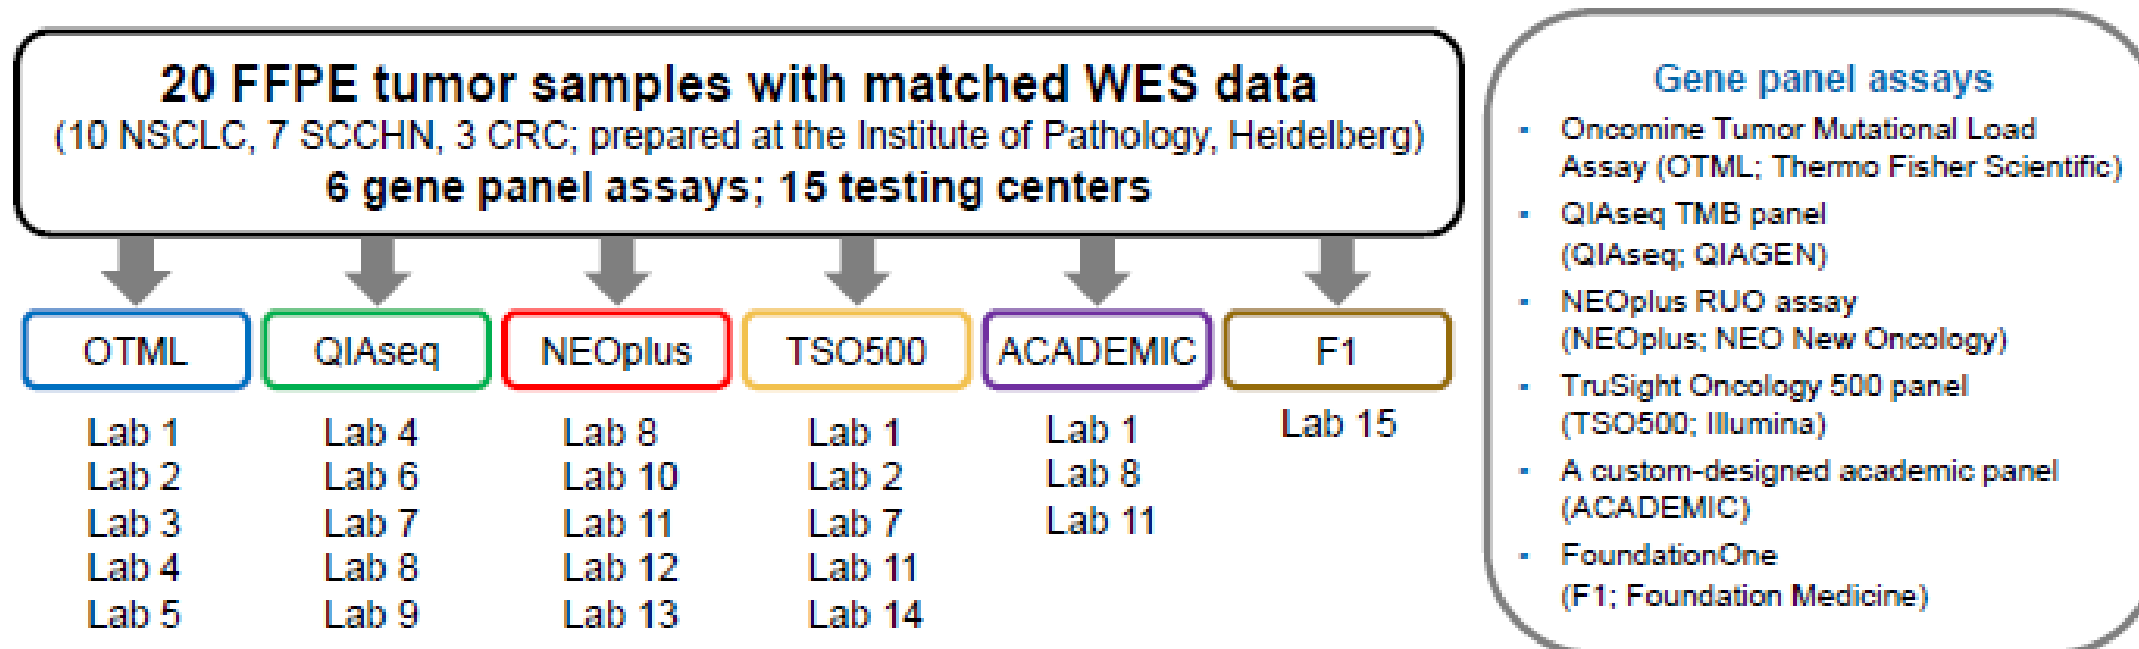 20 FFPE tumor samples with matched WES data
(10 NSCLC, 7 SCCHN, 3 CRC; prepared at the Institute of Pathology, Heidelberg)
6 gene panel assays; 15 testing centers
OTML
Lab 1
Lab 2
Lab 3
Lab 4
Lab 5
QIAseq
Lab 4
Lab 6
Lab 7
Lab 8
Lab 9
NEOplus
Lab 8
Lab 10
Lab 11
Lab 12
Lab 13
TSO500
Lab 1
Lab 2
Lab 7
Lab 11
Lab 14
ACADEMIC
Lab 1
Lab 8
Lab 11
F1
Lab 15
Gene panel assays
- Oncomine Tumor Mutational Load
Assay (OTML; Thermo Fisher Scientific)
- QIAseq TMB panel
(QIAseq; QIAGEN)
- NEOplus RUO assay
(NEOplus; NEO New Oncology)
- TruSight Oncology 500 panel
(TSO500; Illumina)
- A custom-designed academic panel
(ACADEMIC)
- FoundationOne
(F1; Foundation Medicine)